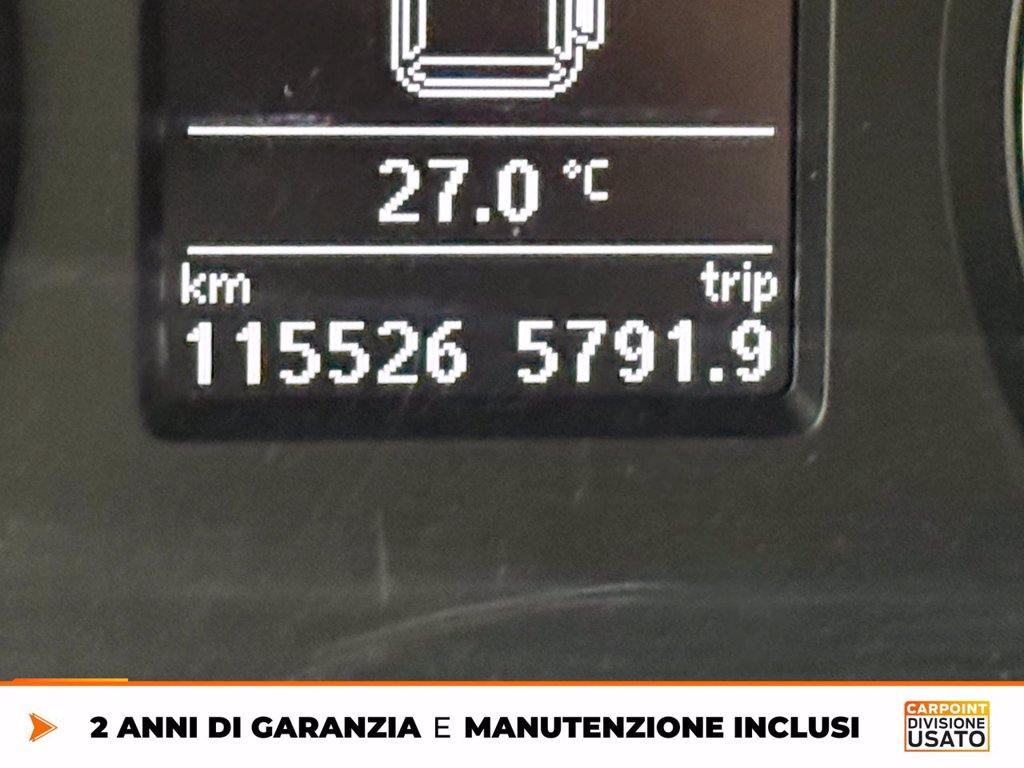 27.0 °C
km trip
115526 5791.9
2 ANNI DI GARANZIA E MANUTENZIONE INCLUSI
CARPOINT
DIVISIONE
USATO